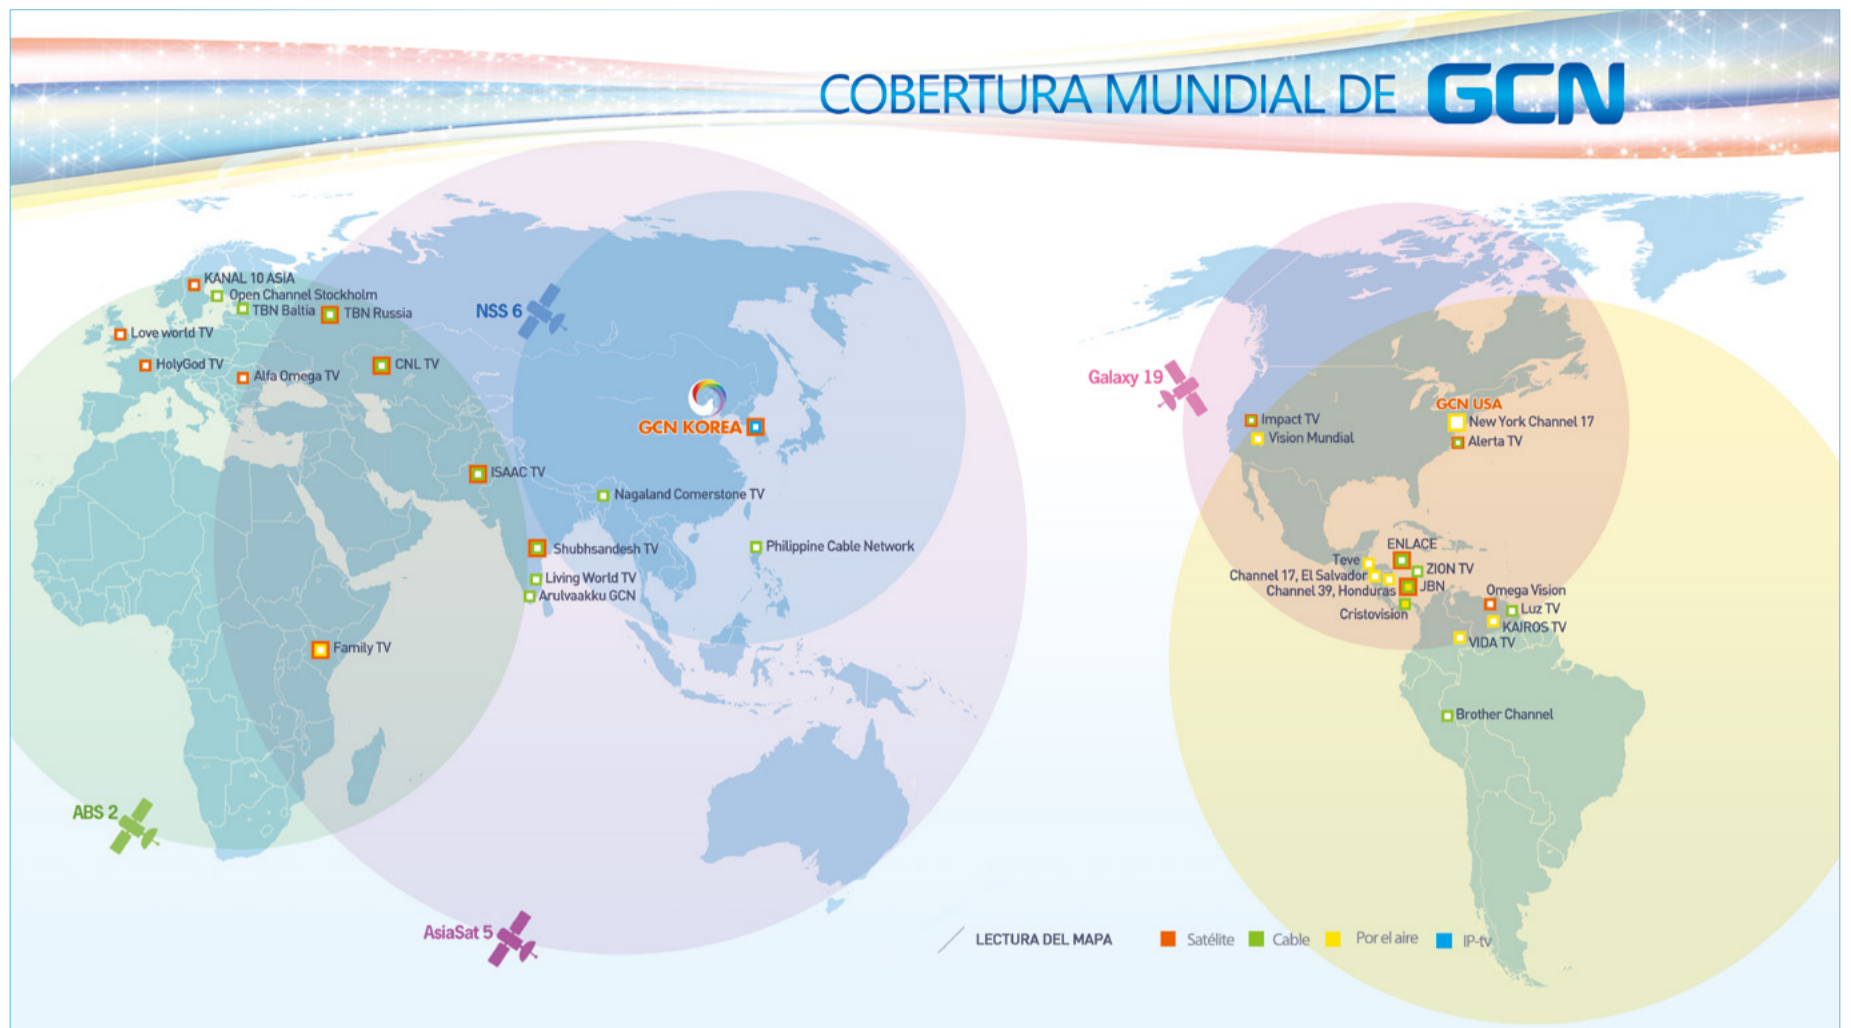 COBERTURA MUNDIAL DE GCN
KANAL 10 ASIA
Open Channel Stockholm
TBN Baltia
TBN Russia
Love world TV
HolyGod TV
Alfa Omega TV
CNL TV
NSS 6
GCN KOREA
ISAAC TV
Nagaland Cornerstone TV
Shubhsandesh TV
Philippine Cable Network
Living World TV
Arulvaakku GCN
Family TV
ABS 2
AsiaSat 5
Galaxy 19
GCN USA
Impact TV
New York Channel 17
Vision Mundial
Alerta TV
ENLACE
Teve
ZION TV
Channel 17, El Salvador
JBN
Channel 39, Honduras
Omega Vision
Cristovisión
Luz TV
KAIROS TV
VIDA TV
Brother Channel
LECTURA DEL MAPA
Satélite
Cable
Por el aire
IP-tv